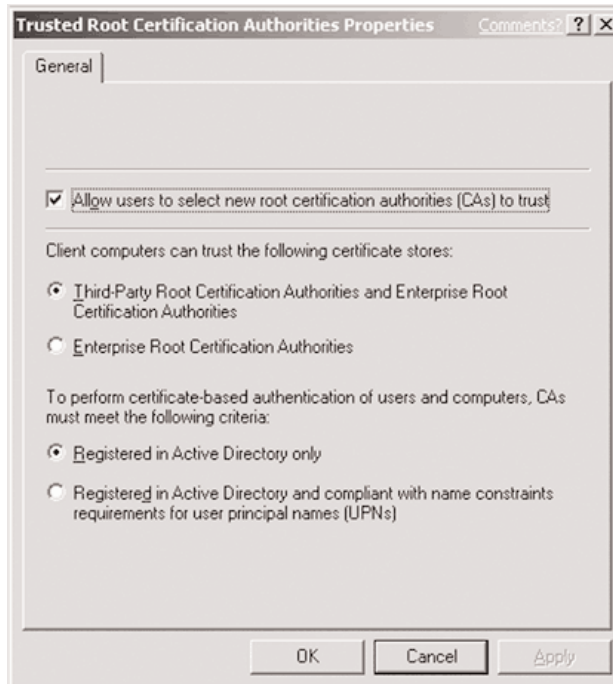 Trusted Root Certification Authorities Properties Comments? ? X
General
Allow users to select new root certification authorities (CAs) to trust
Client computers can trust the following certificate stores:
Third-Party Root Certification Authorities and Enterprise Root
Certification Authorities
Enterprise Root Certification Authorities
To perform certificate-based authentication of users and computers, CAs
must meet the following criteria:
Registered in Active Directory only
Registered in Active Directory and compliant with name constraints
requirements for user principal names (UPNs)
OK Cancel Apply